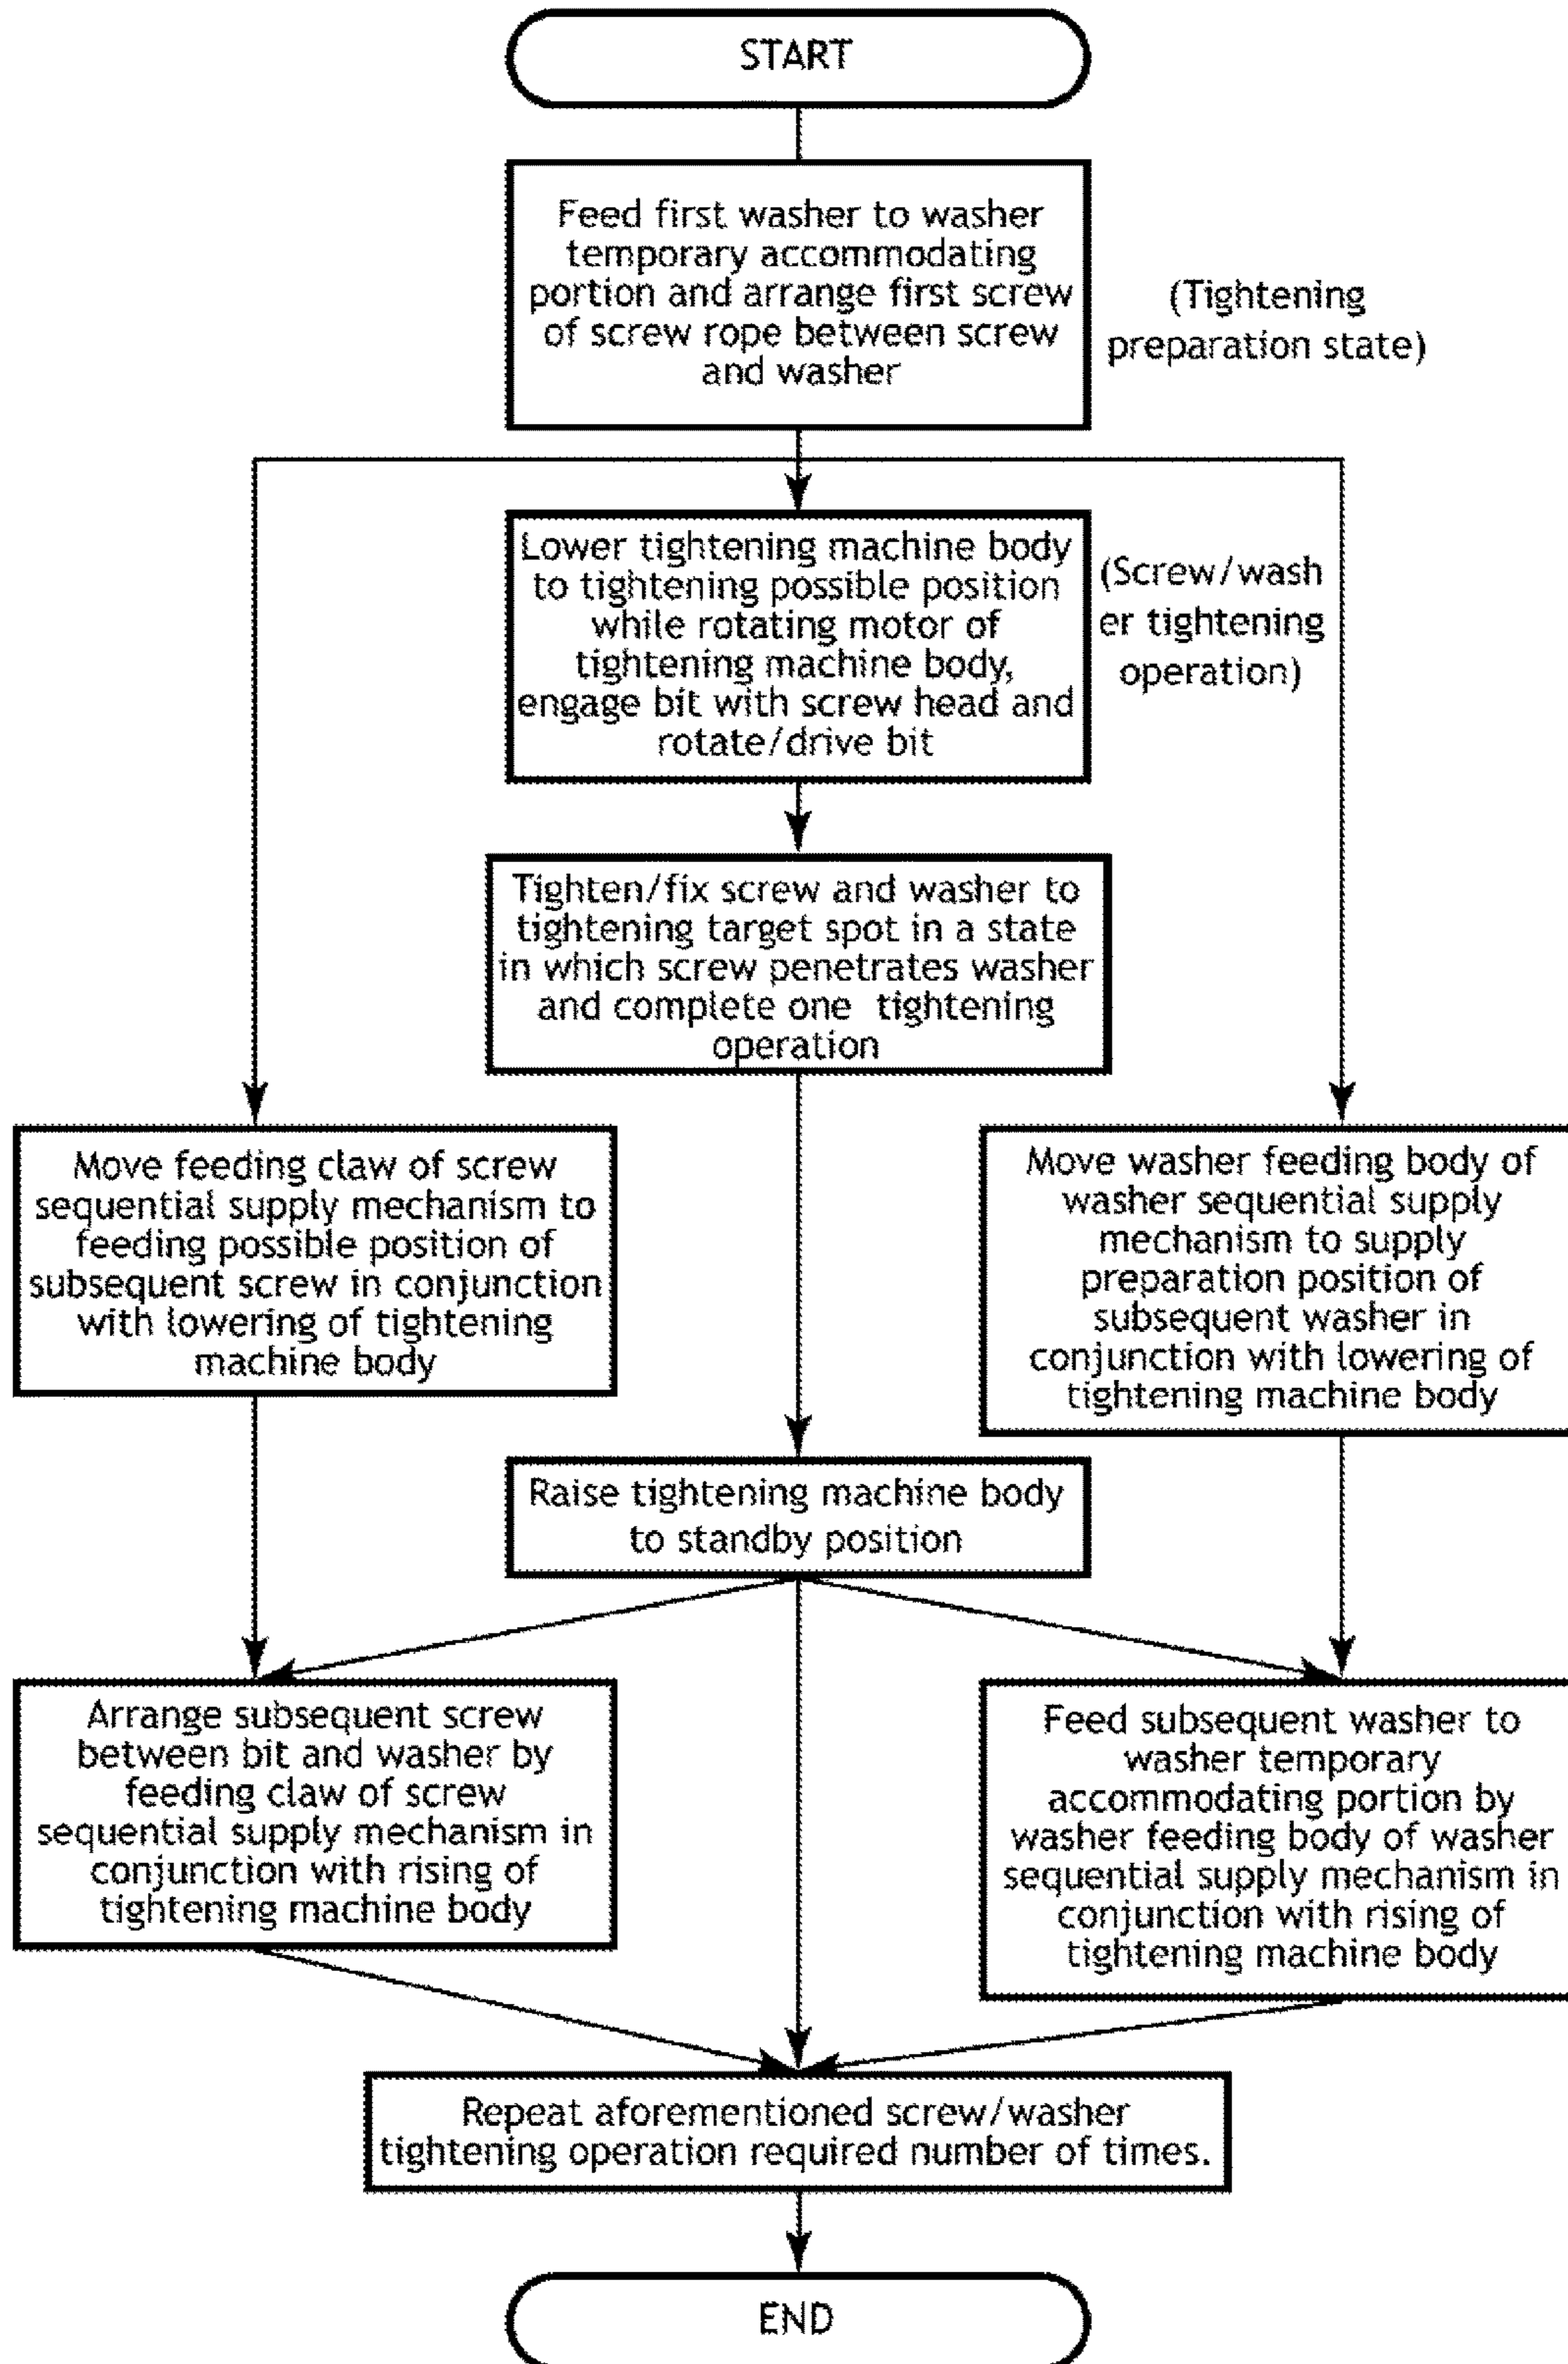 START
Feed first washer to washer
temporary accommodating
portion and arrange first screw
of screw rope between screw
and washer
(Tightening
preparation state)
Lower tightening machine body
to tightening possible position
while rotating motor of
tightening machine body,
engage bit with screw head and
rotate/drive bit
(Screw/wash
er tightening
operation)
Tighten/fix screw and washer to
tightening target spot in a state
in which screw penetrates washer
and complete one tightening
operation
Move feeding claw of screw
sequential supply mechanism to
feeding possible position of
subsequent screw in conjunction
with lowering of tightening
machine body
Move washer feeding body of
washer sequential supply
mechanism to supply
preparation position of
subsequent washer in
conjunction with lowering of
tightening machine body
Raise tightening machine body
to standby position
Arrange subsequent screw
between bit and washer by
feeding claw of screw
sequential supply mechanism in
conjunction with rising of
tightening machine body
Feed subsequent washer to
washer temporary
accommodating portion by
washer feeding body of washer
sequential supply mechanism in
conjunction with rising of
tightening machine body
Repeat aforementioned screw/washer
tightening operation required number of times.
END